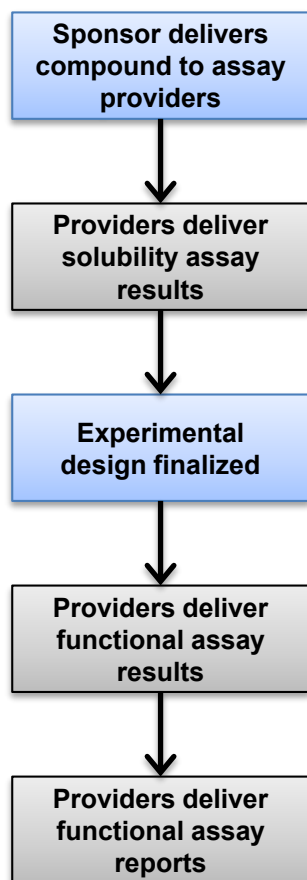 Sponsor delivers
compound to assay
providers
Providers deliver
solubility assay
results
Experimental
design finalized
Providers deliver
functional assay
results
Providers deliver
functional assay
reports